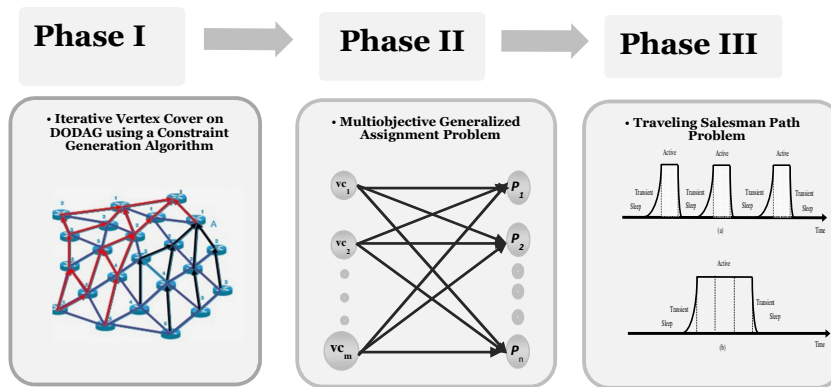 Phase I
Phase II
Phase III
• Iterative Vertex Cover on
DODAG using a Constraint
Generation Algorithm
A
• Multiobjective Generalized
Assignment Problem
vc1
P1
vc2
P2
vcm
Pn
• Traveling Salesman Path
Problem
Active Active Active
Transient Transient Transient Transient
Sleep Sleep Sleep Sleep
(a) Time
Active
Transient Transient
Sleep Sleep
(b) Time